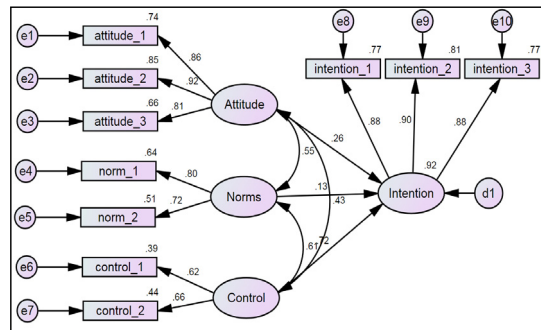 e8 e9 e10
.74 .77 .81 .77
e1 attitude_1 intention_1 intention_2 intention_3
.85 .86
e2 attitude_2 .92 .88 .90 .88
.66 .81
e3 attitude_3 Attitude .26
.64 .55 .92
e4 norm_1 .80
.51 Norms .13 Intention d1
e5 norm_2 .72 .43
.39 .61 .72
e6 control_1 .62
.44 Control
e7 control_2 .66